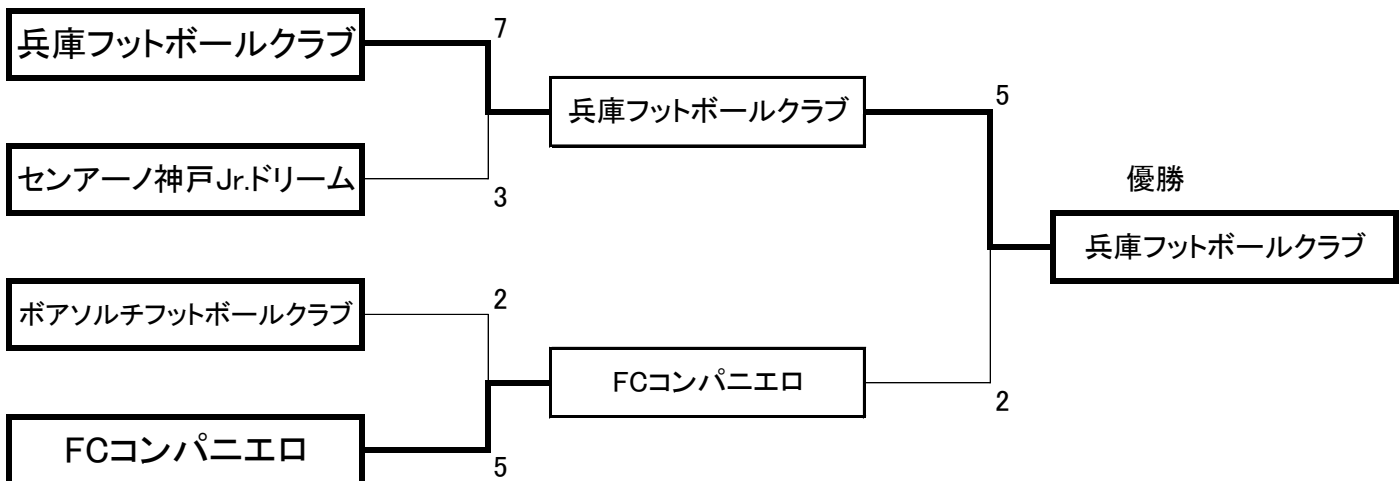 兵庫フットボールクラブ
7
センアーノ神戸Jr.ドリーム
3
兵庫フットボールクラブ
5
ボアソルチフットボールクラブ
2
FCコンパニエロ
5
FCコンパニエロ
2
優勝
兵庫フットボールクラブ